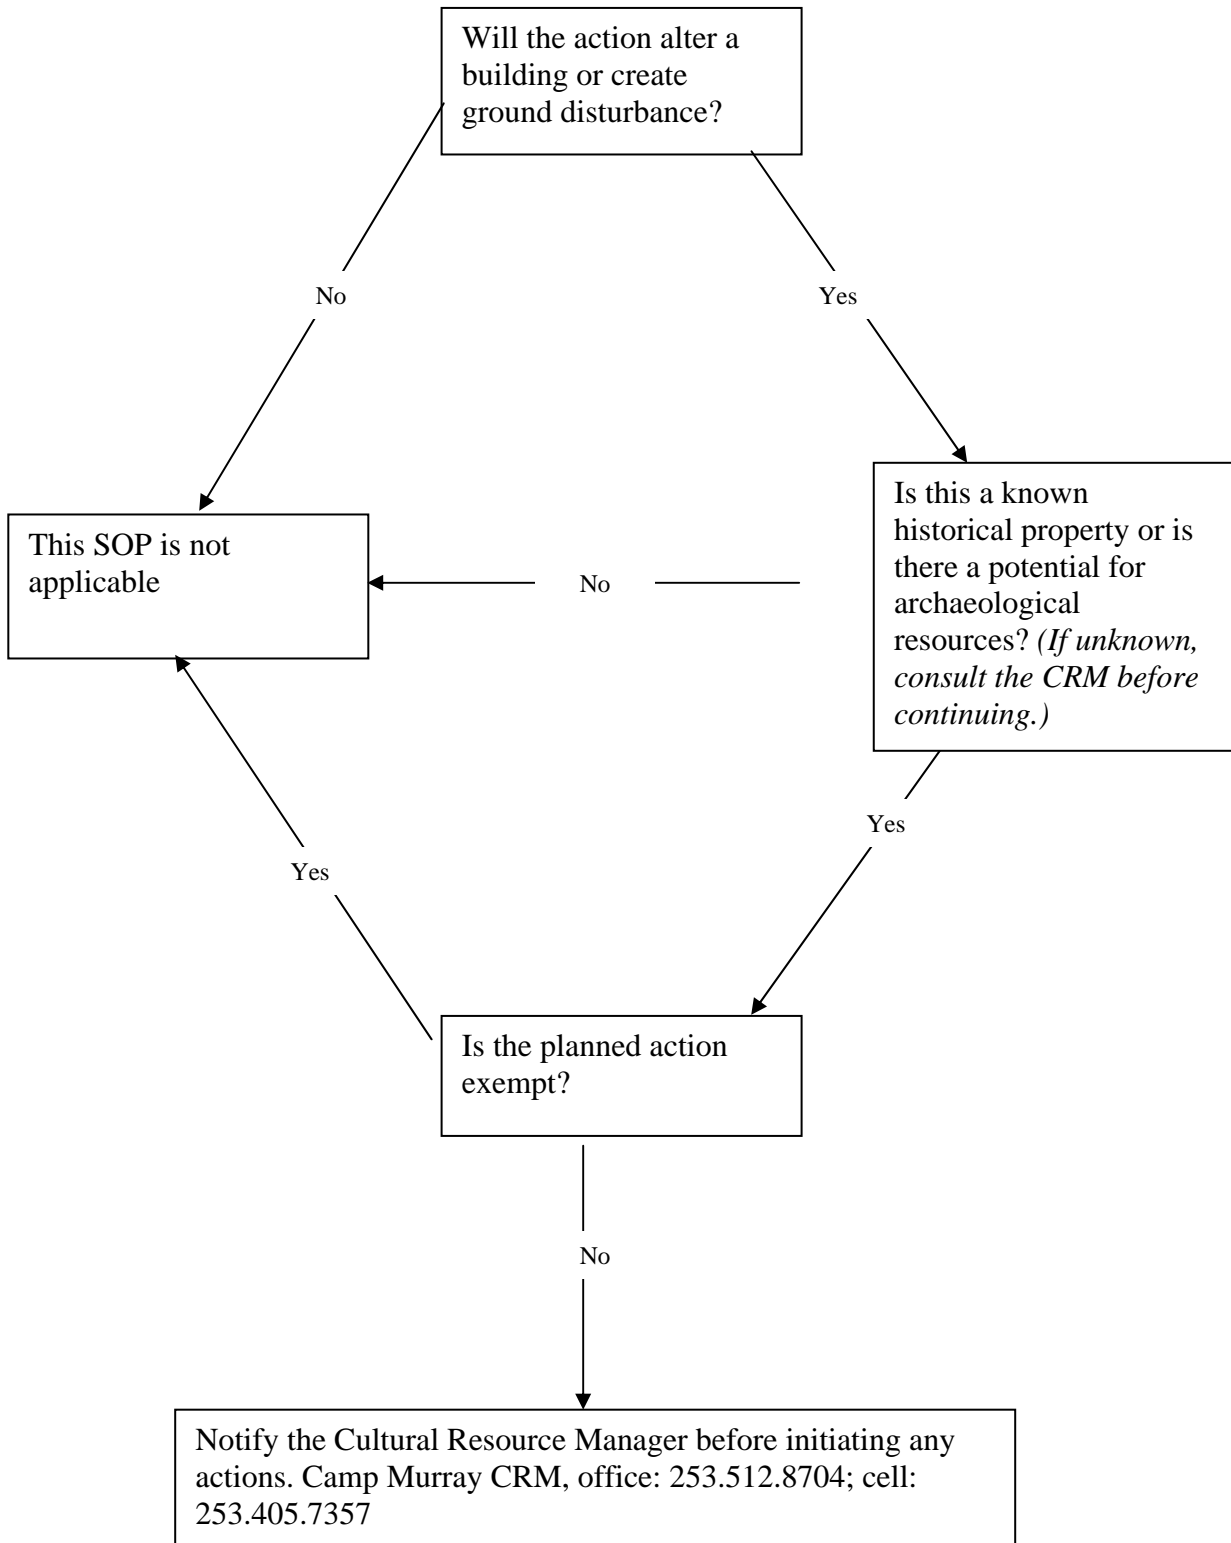 Will the action alter a
building or create
ground disturbance?
No
Yes
Is this a known
historical property or is
there a potential for
archaeological
resources? (If unknown,
consult the CRM before
continuing.)
This SOP is not
applicable
No
Yes
Yes
Is the planned action
exempt?
No
Notify the Cultural Resource Manager before initiating any
actions. Camp Murray CRM, office: 253.512.8704; cell:
253.405.7357